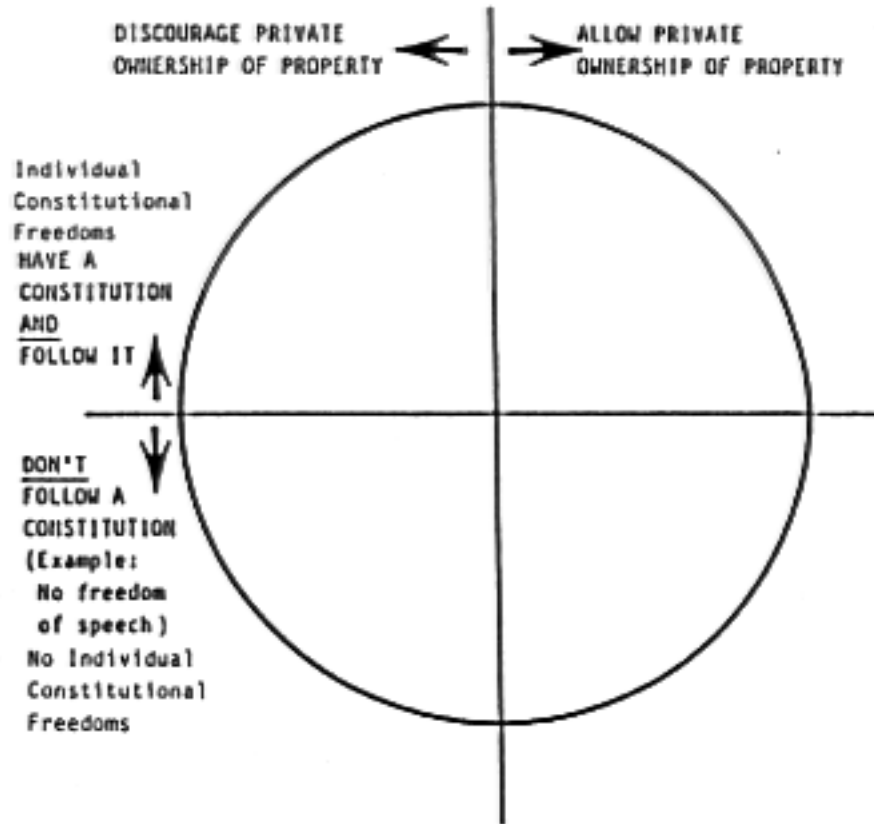 DISCOURAGE PRIVATE
OWNERSHIP OF PROPERTY
ALLOW PRIVATE
OWNERSHIP OF PROPERTY
Individual
Constitutional
Freedoms
HAVE A
CONSTITUTION
AND
FOLLOW IT
DON'T
FOLLOW A
CONSTITUTION
(Example:
No freedom
of speech)
No Individual
Constitutional
Freedoms